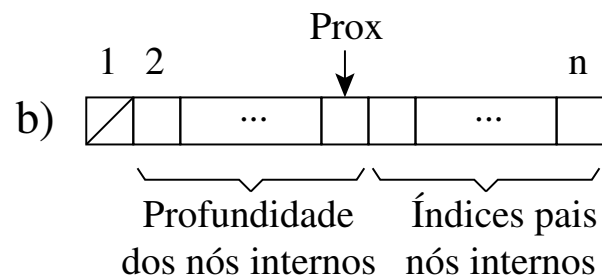 Prox
1 2 n
b) ... ...
Profundidade Índices pais
dos nós internos nós internos